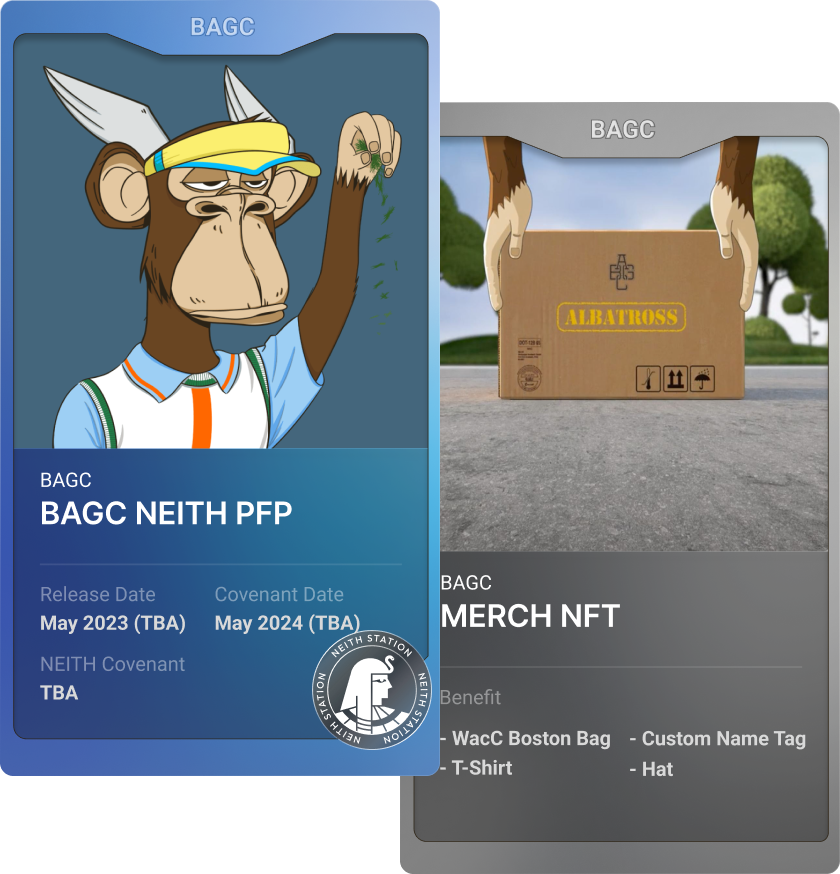 BAGC
BAGC
BAGC NEITH PFP
Release Date
May 2023 (TBA)
Covenant Date
May 2024 (TBA)
NEITH Covenant
TBA
NEITH STATION
NEITH STATION
NEITH STATION
BAGC
ALBATROSS
BAGC
MERCH NFT
Benefit
- WacC Boston Bag
- Custom Name Tag
- T-Shirt
- Hat